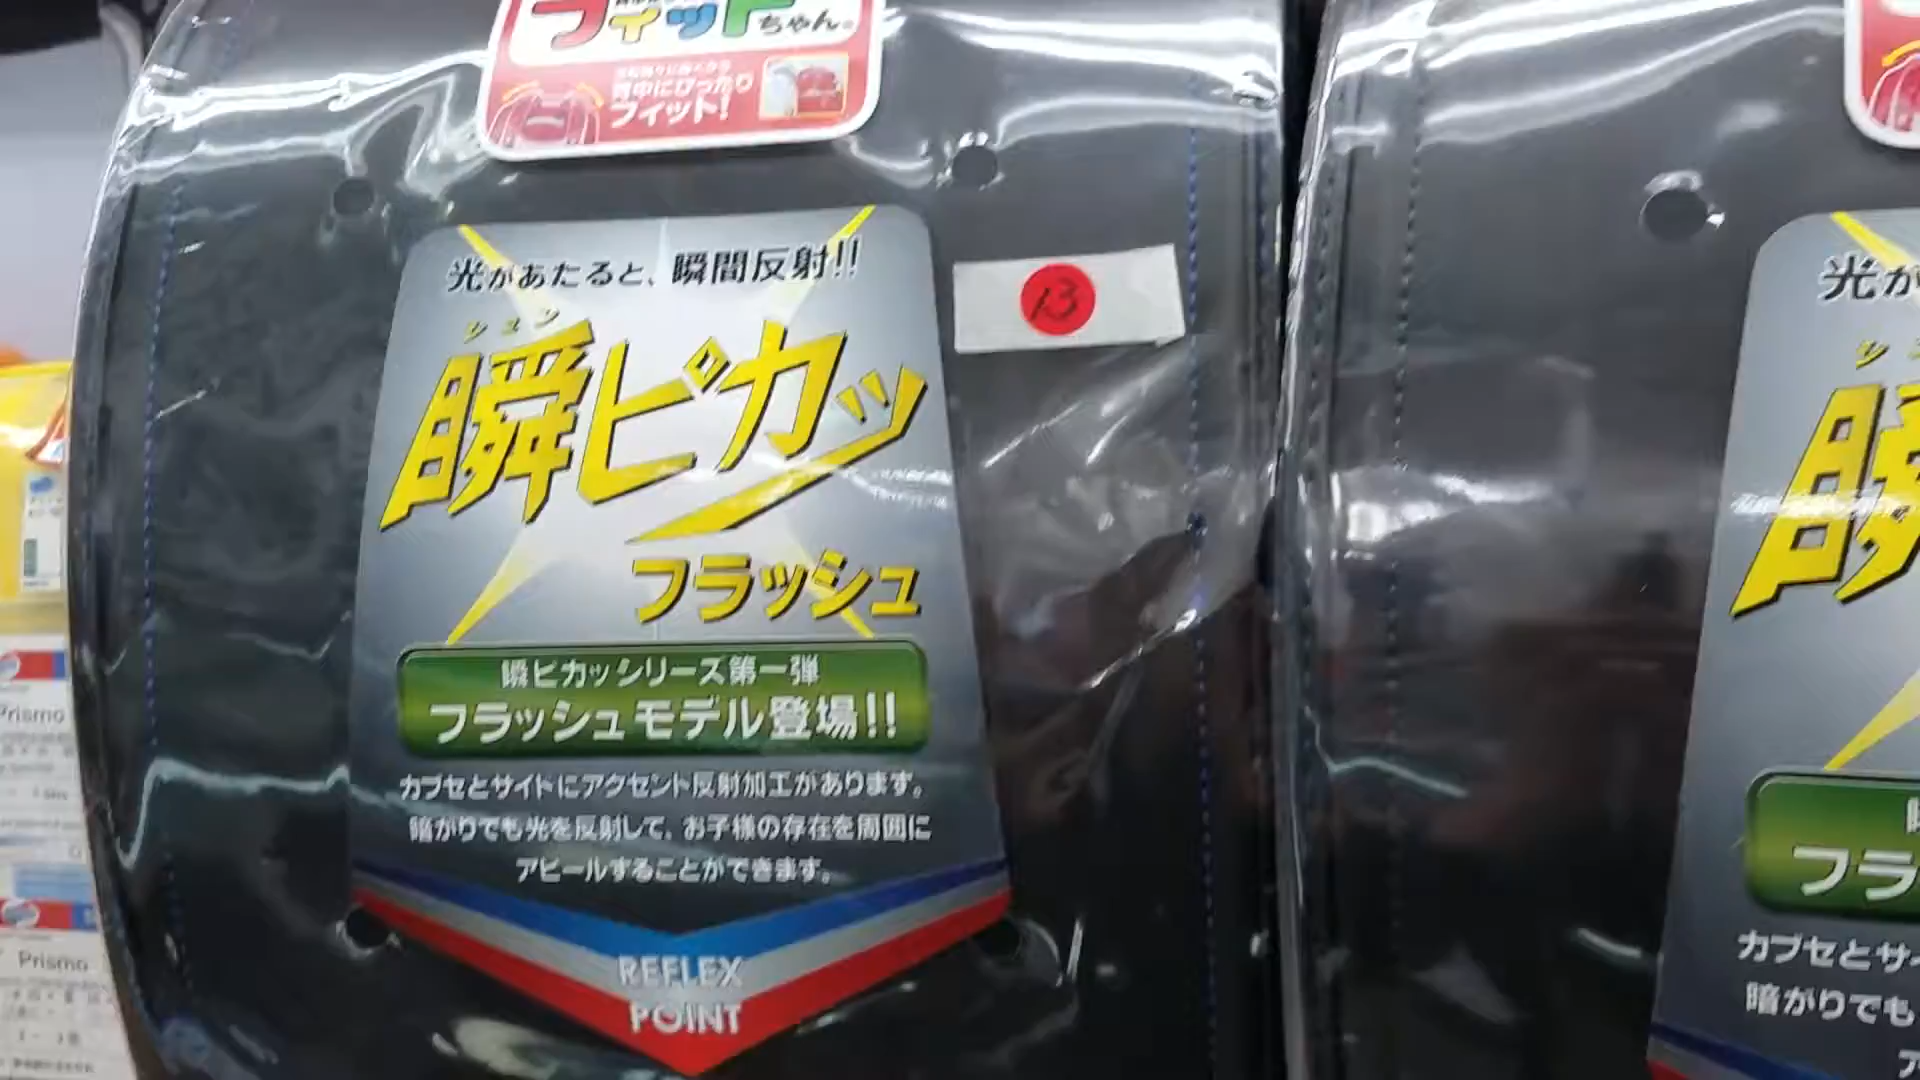 フィットちゃん。
背中にぴったり
フィット!
光があたると、瞬間反射!!
シュン
瞬ピカッ
フラッシュ
瞬ピカッシリーズ第一弾
フラッシュモデル登場!!
カブセとサイドにアクセント反射加工があります。
暗がりでも光を反射して、お子様の存在を周囲に
アピールすることができます。
REFLEX
POINT
13
光が
シュ
瞬
フラ
カブセとサ
暗がりでも
ア
Prismo
Prismo